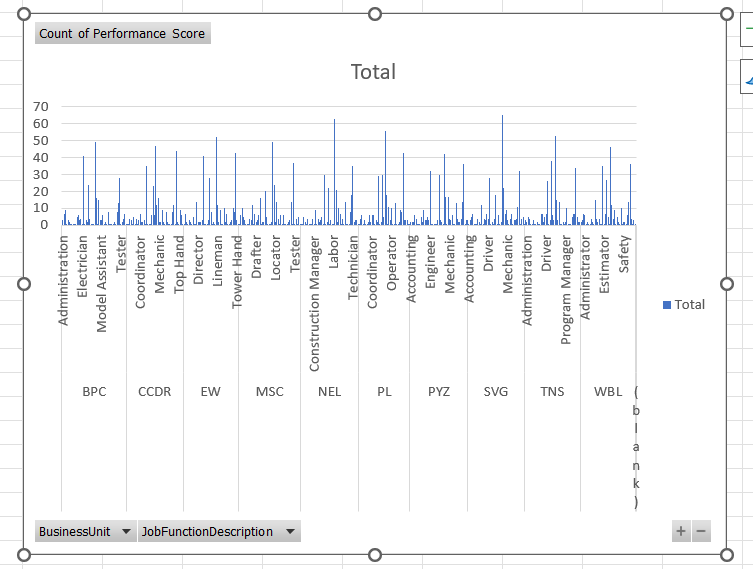 Count of Performance Score
Total
70
60
50
40
30
20
10
0
Administration
Electrician
Model Assistant
Tester
Coordinator
Mechanic
Top Hand
Director
Lineman
Tower Hand
Drafter
Locator
Tester
Construction Manager
Labor
Technician
Coordinator
Operator
Accounting
Engineer
Mechanic
Accounting
Driver
Mechanic
Administration
Driver
Program Manager
Administrator
Estimator
Safety
BPC CCDR EW MSC NEL PL PYZ SVG TNS WBL (blank)
Total
BusinessUnit JobFunctionDescription + −